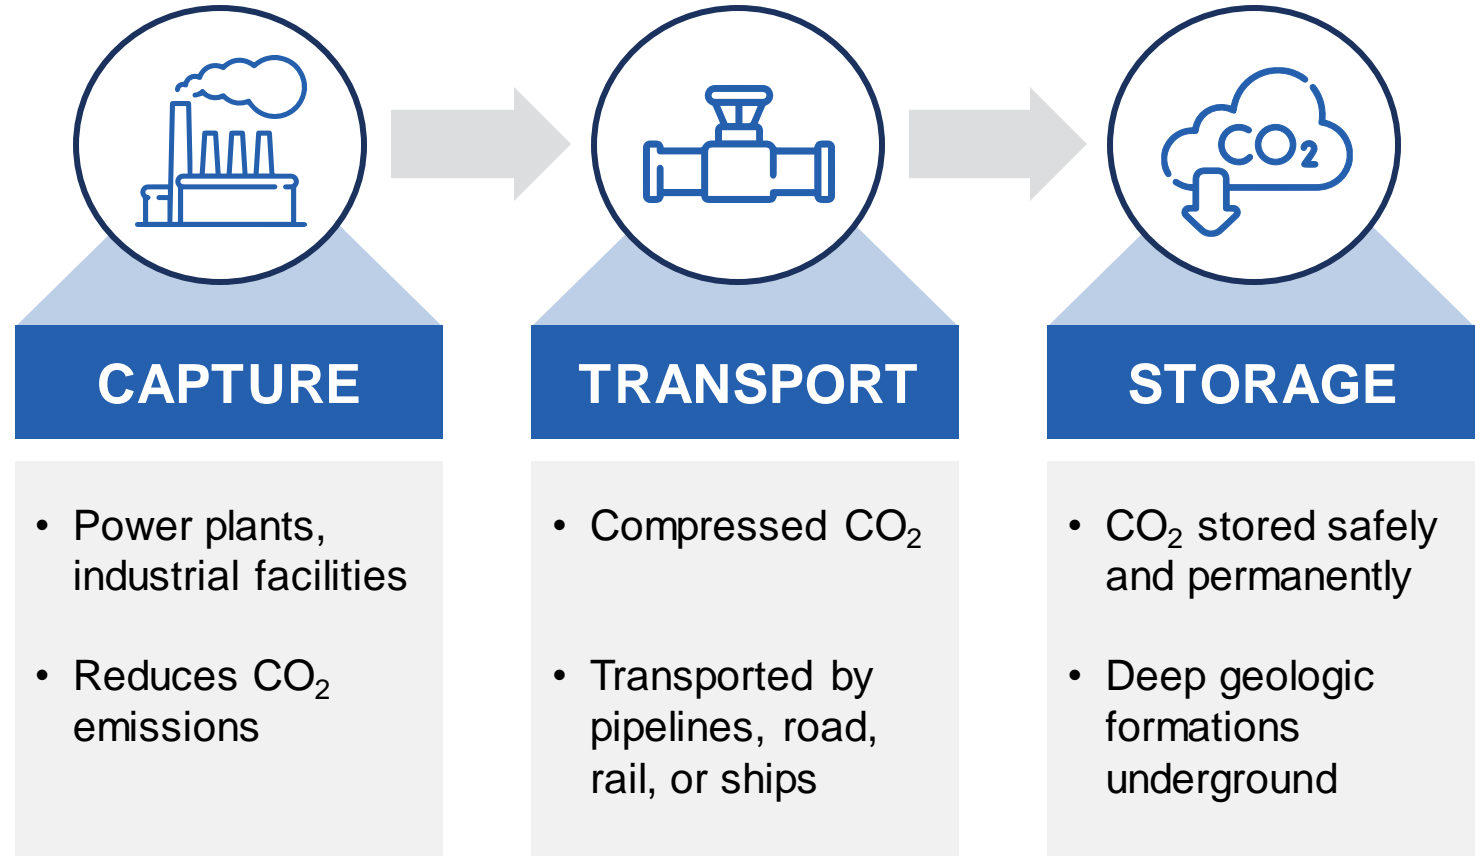 CO₂
CAPTURE
• Power plants,
industrial facilities
• Reduces CO₂
emissions
TRANSPORT
• Compressed CO₂
• Transported by
pipelines, road,
rail, or ships
STORAGE
• CO₂ stored safely
and permanently
• Deep geologic
formations
underground